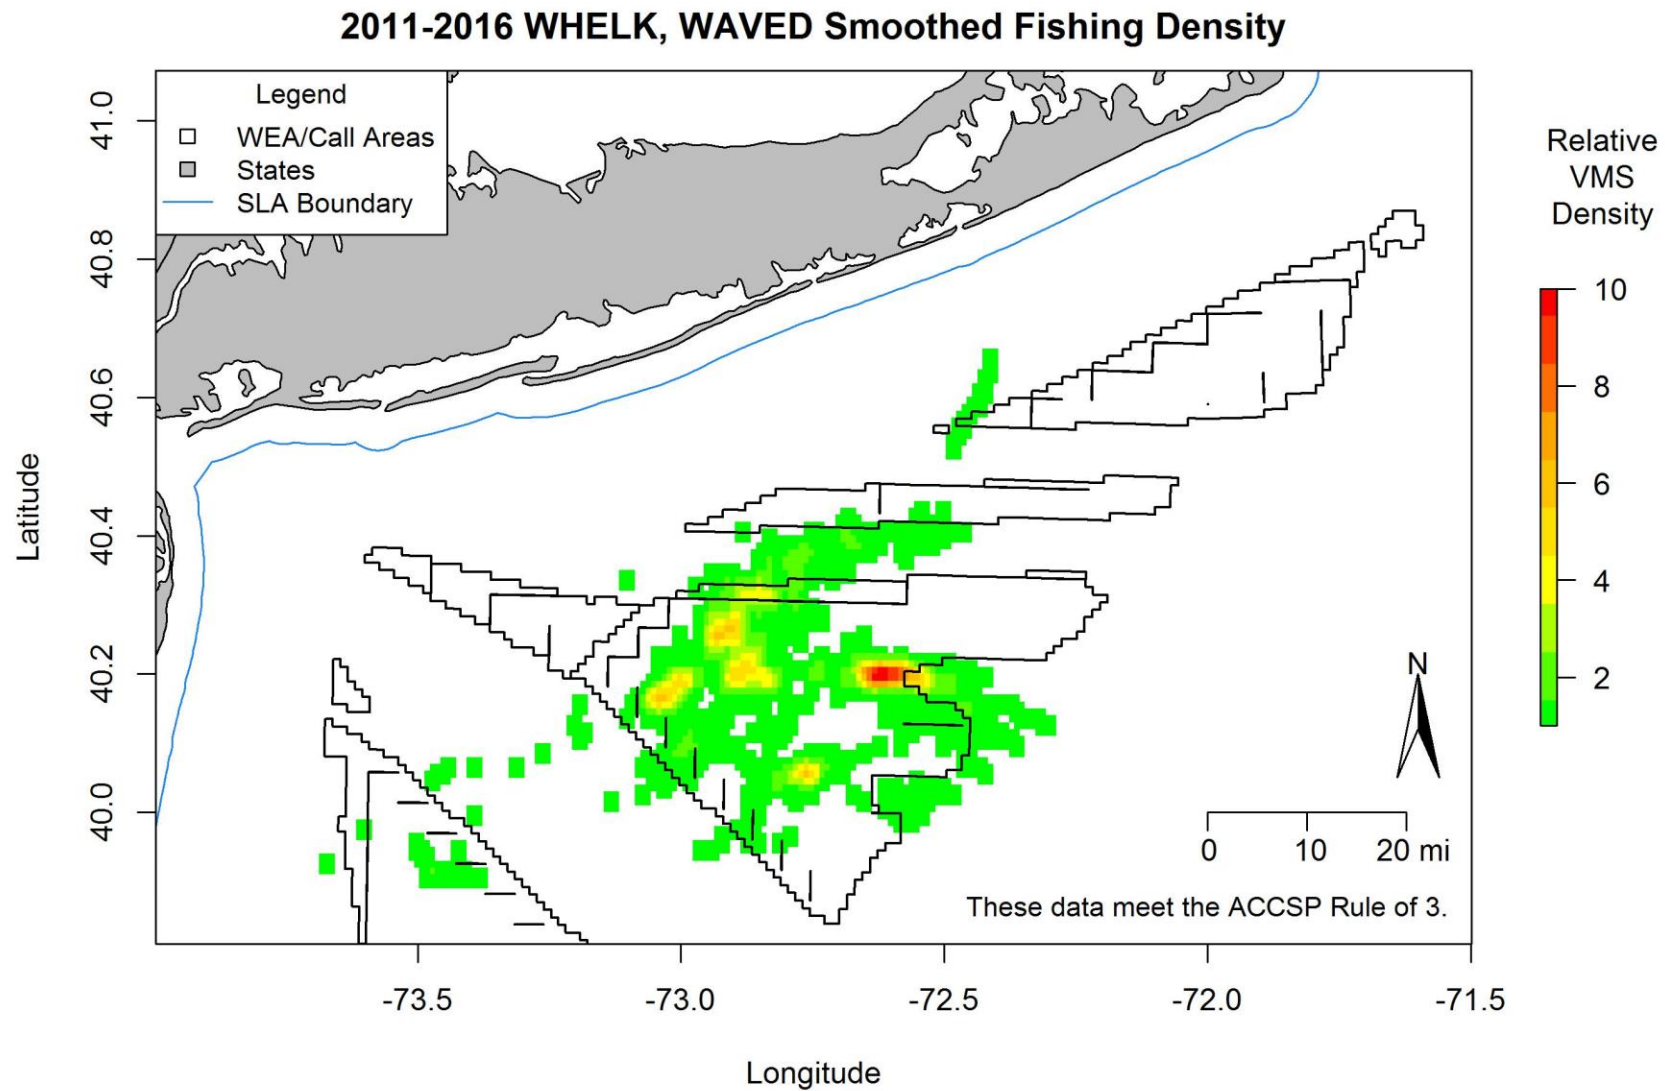 2011-2016 WHELK, WAVED Smoothed Fishing Density
Legend
WEA/Call Areas
States
SLA Boundary
Latitude
41.0
40.8
40.6
40.4
40.2
40.0
-73.5
-73.0
-72.5
-72.0
-71.5
Longitude
N
0
10
20 mi
These data meet the ACCSP Rule of 3.
Relative
VMS
Density
10
8
6
4
2